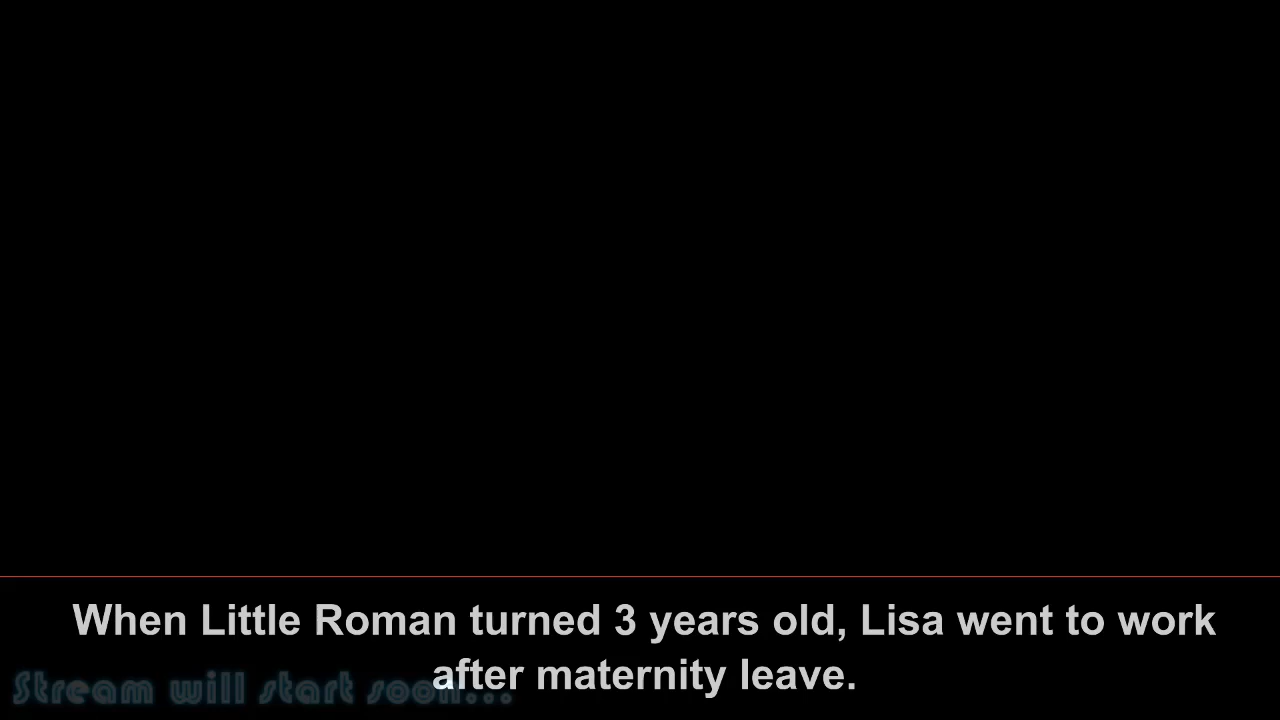 When Little Roman turned 3 years old, Lisa went to work
after maternity leave.
Stream will start soon...